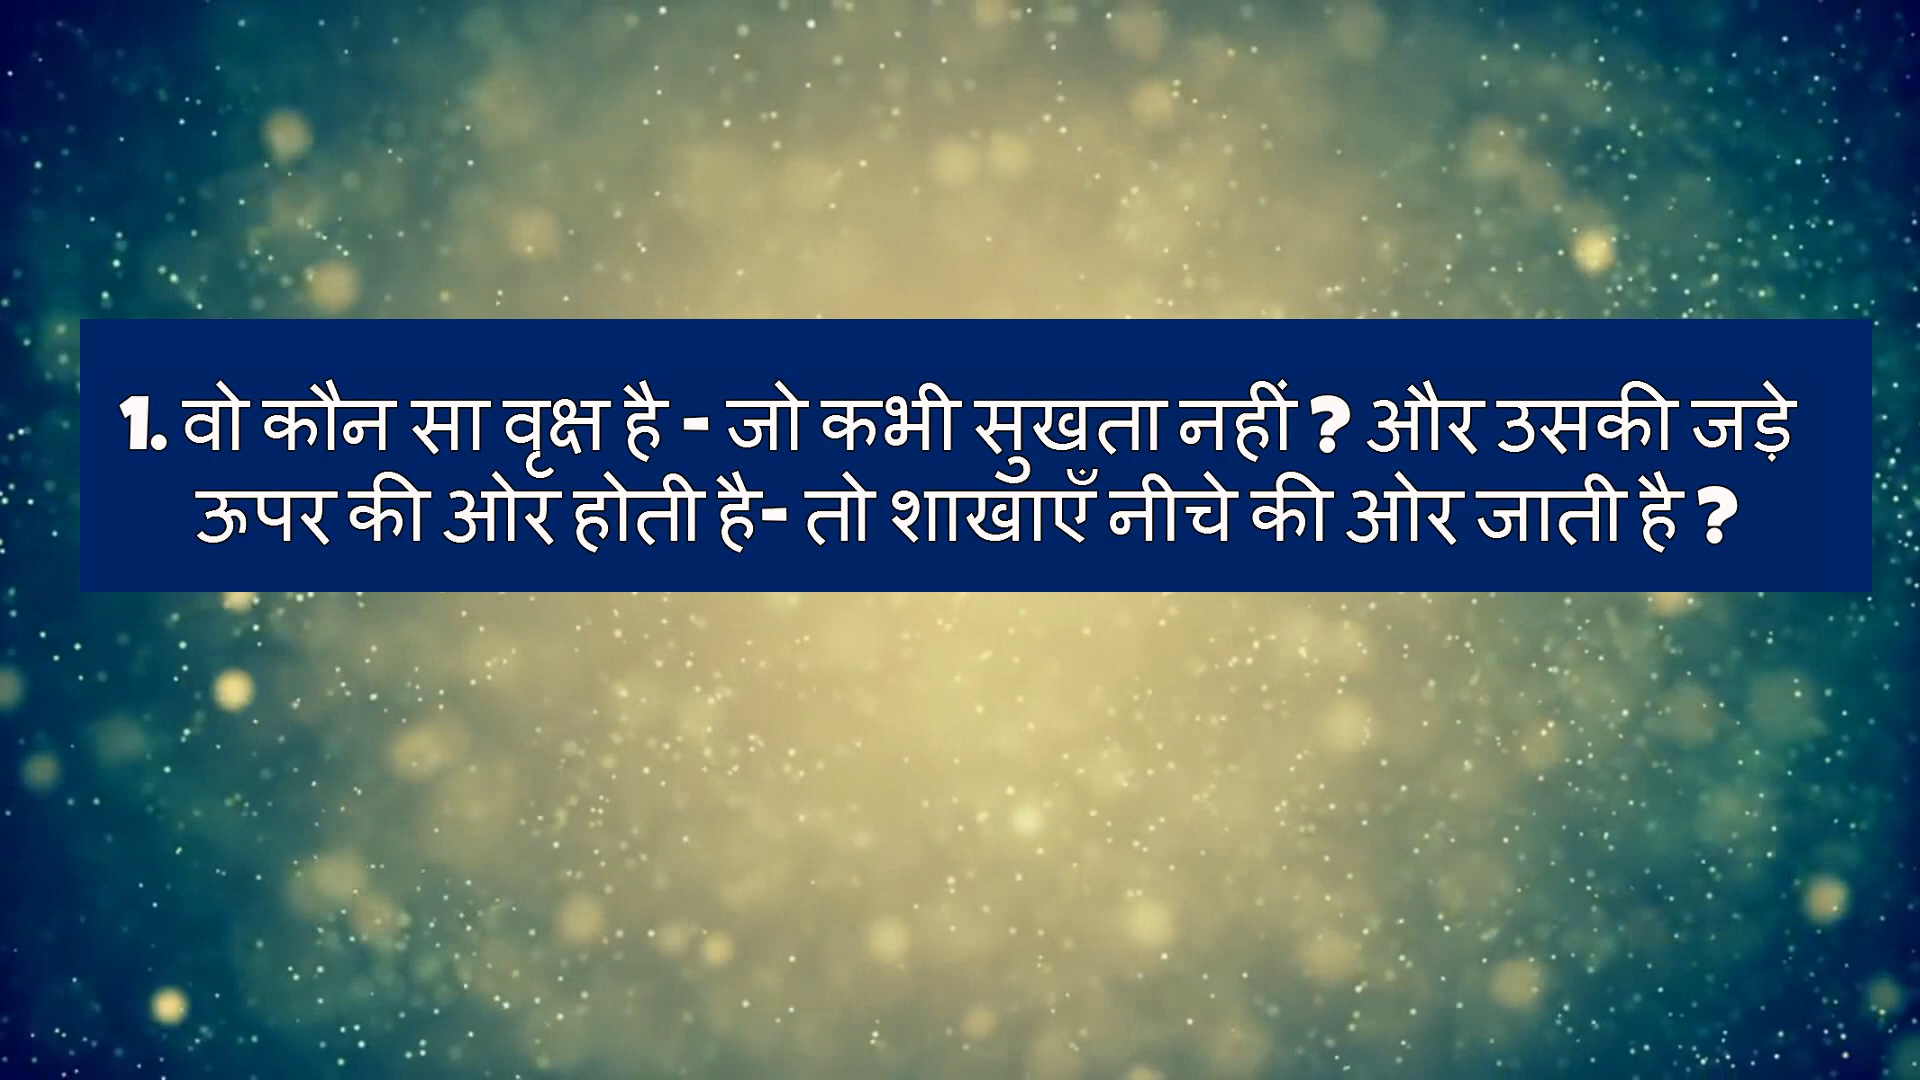 1. वो कौन सा वृक्ष है - जो कभी सुखता नहीं ? और उसकी जड़े
ऊपर की ओर होती है- तो शाखाएँ नीचे की ओर जाती है ?